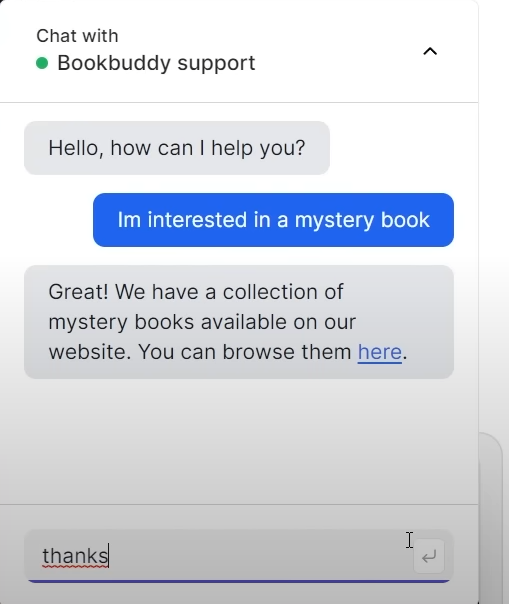 Chat with
Bookbuddy support
Hello, how can I help you?
Im interested in a mystery book
Great! We have a collection of
mystery books available on our
website. You can browse them here.
thanks